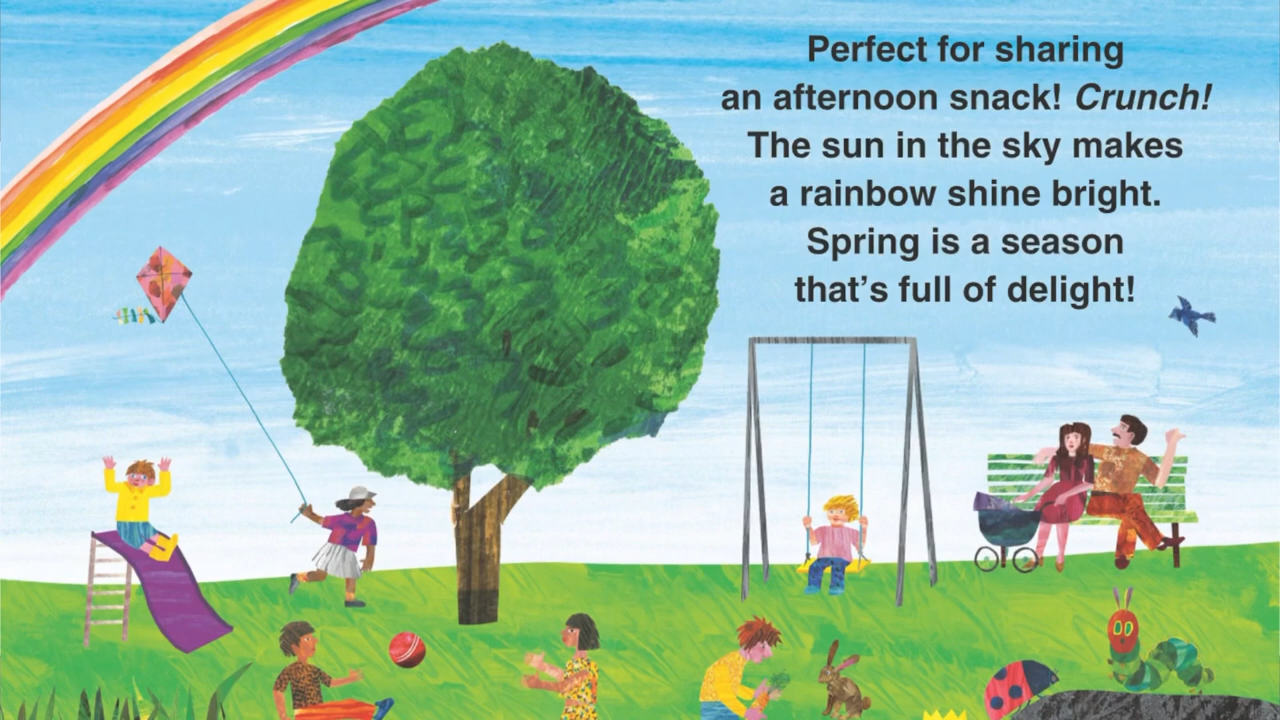 Perfect for sharing
an afternoon snack! Crunch!
The sun in the sky makes
a rainbow shine bright.
Spring is a season
that’s full of delight!